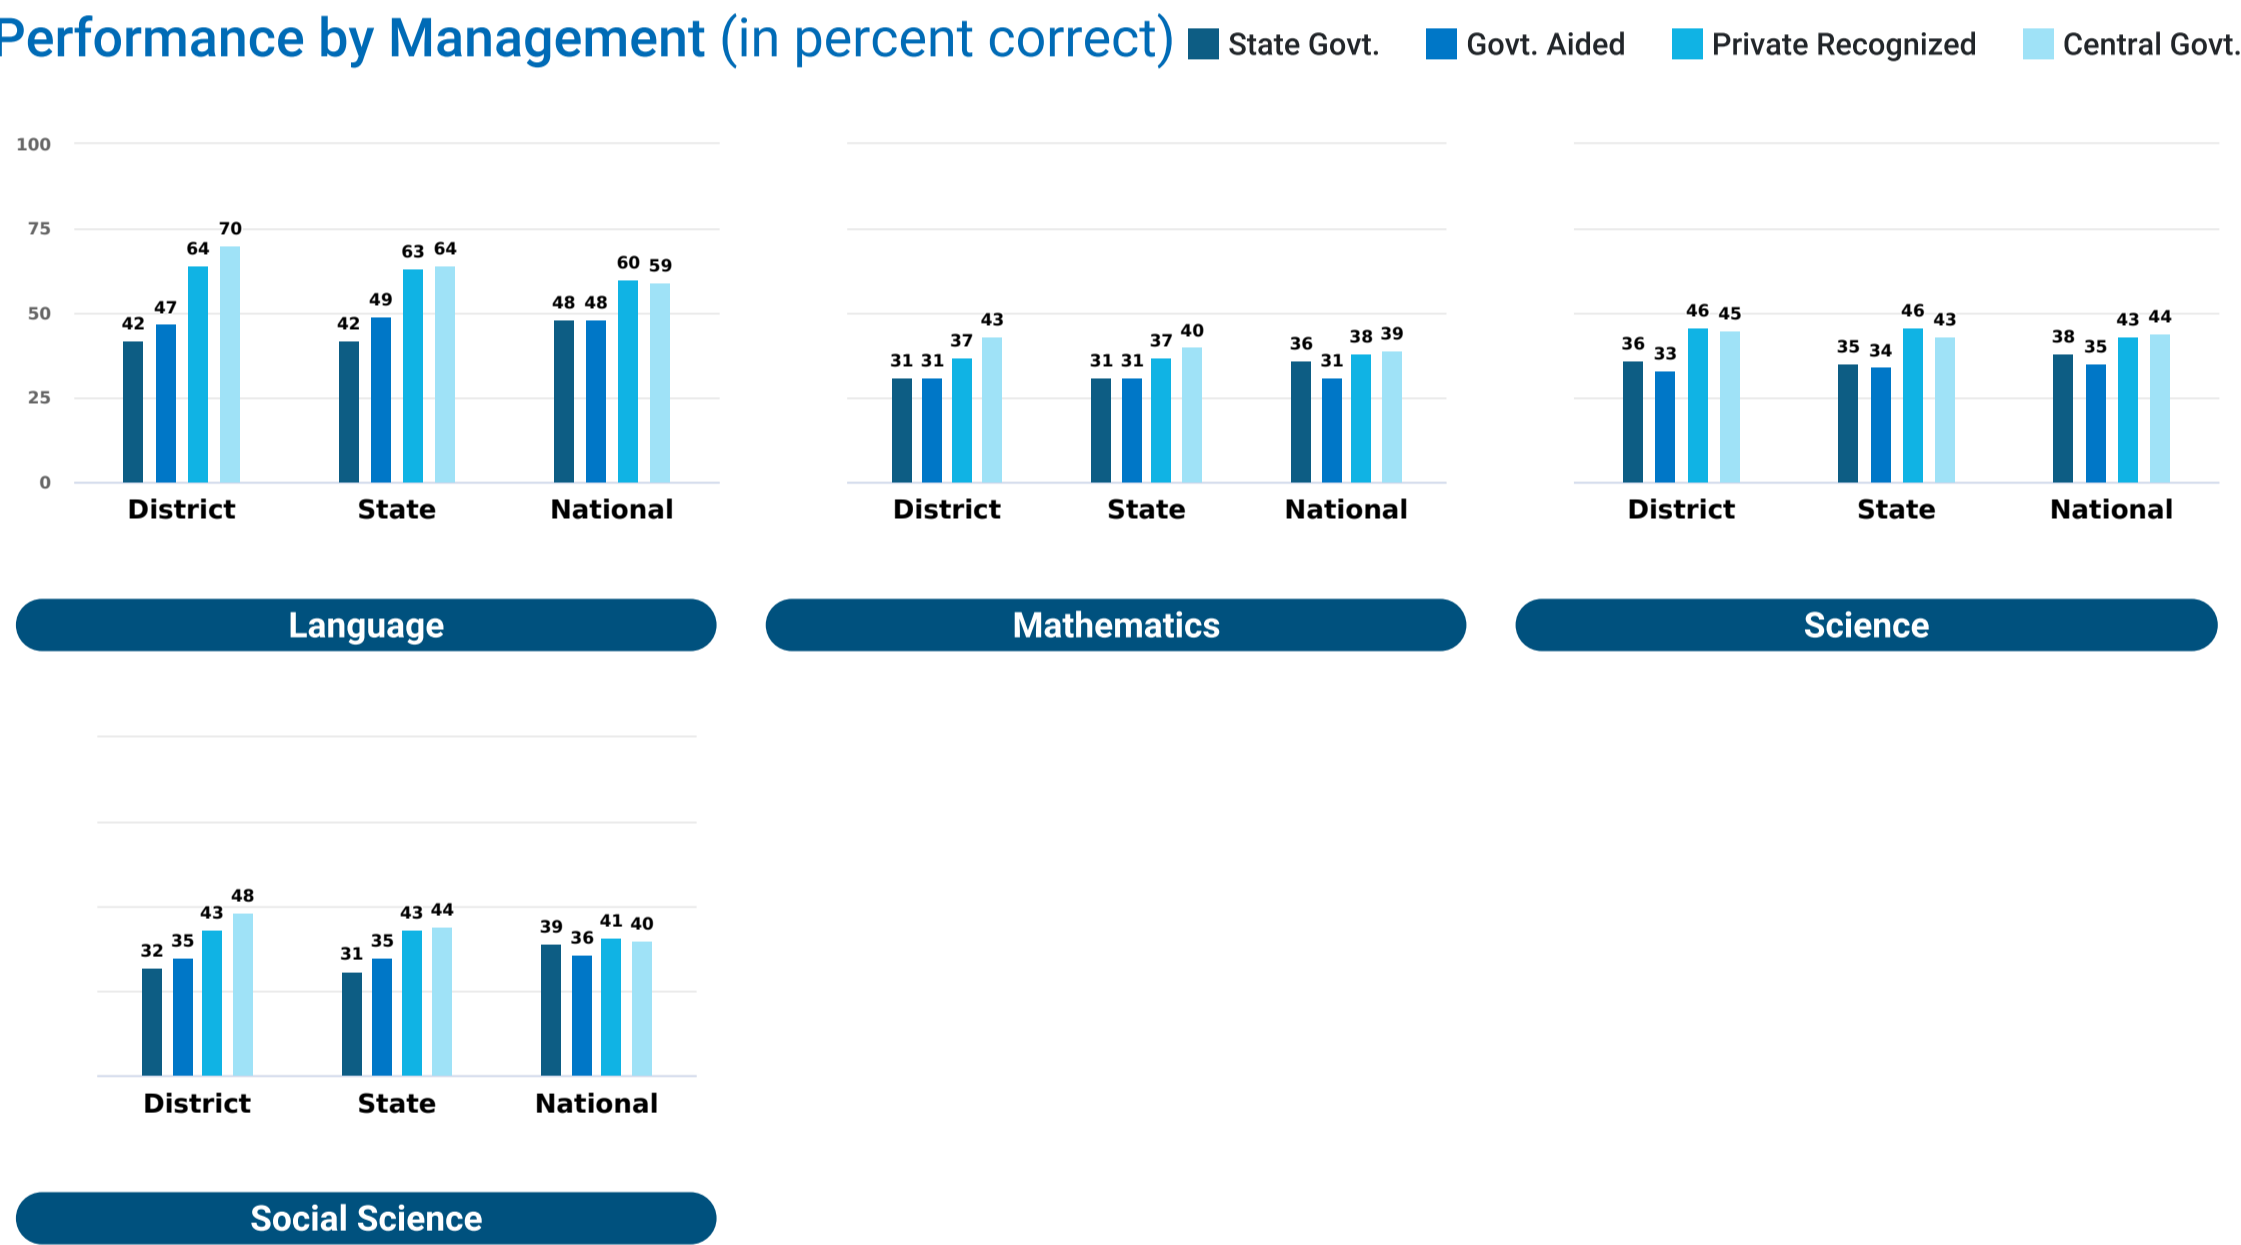 Performance by Management (in percent correct)
State Govt. Govt. Aided Private Recognized Central Govt.
100
75
50
25
0
42 47 64 70 42 49 63 64 48 48 60 59
District State National
Language
31 31 37 43 31 31 37 40 36 31 38 39
District State National
Mathematics
36 33 46 45 35 34 46 43 38 35 43 44
District State National
Science
32 35 43 48 31 35 43 44 39 36 41 40
District State National
Social Science